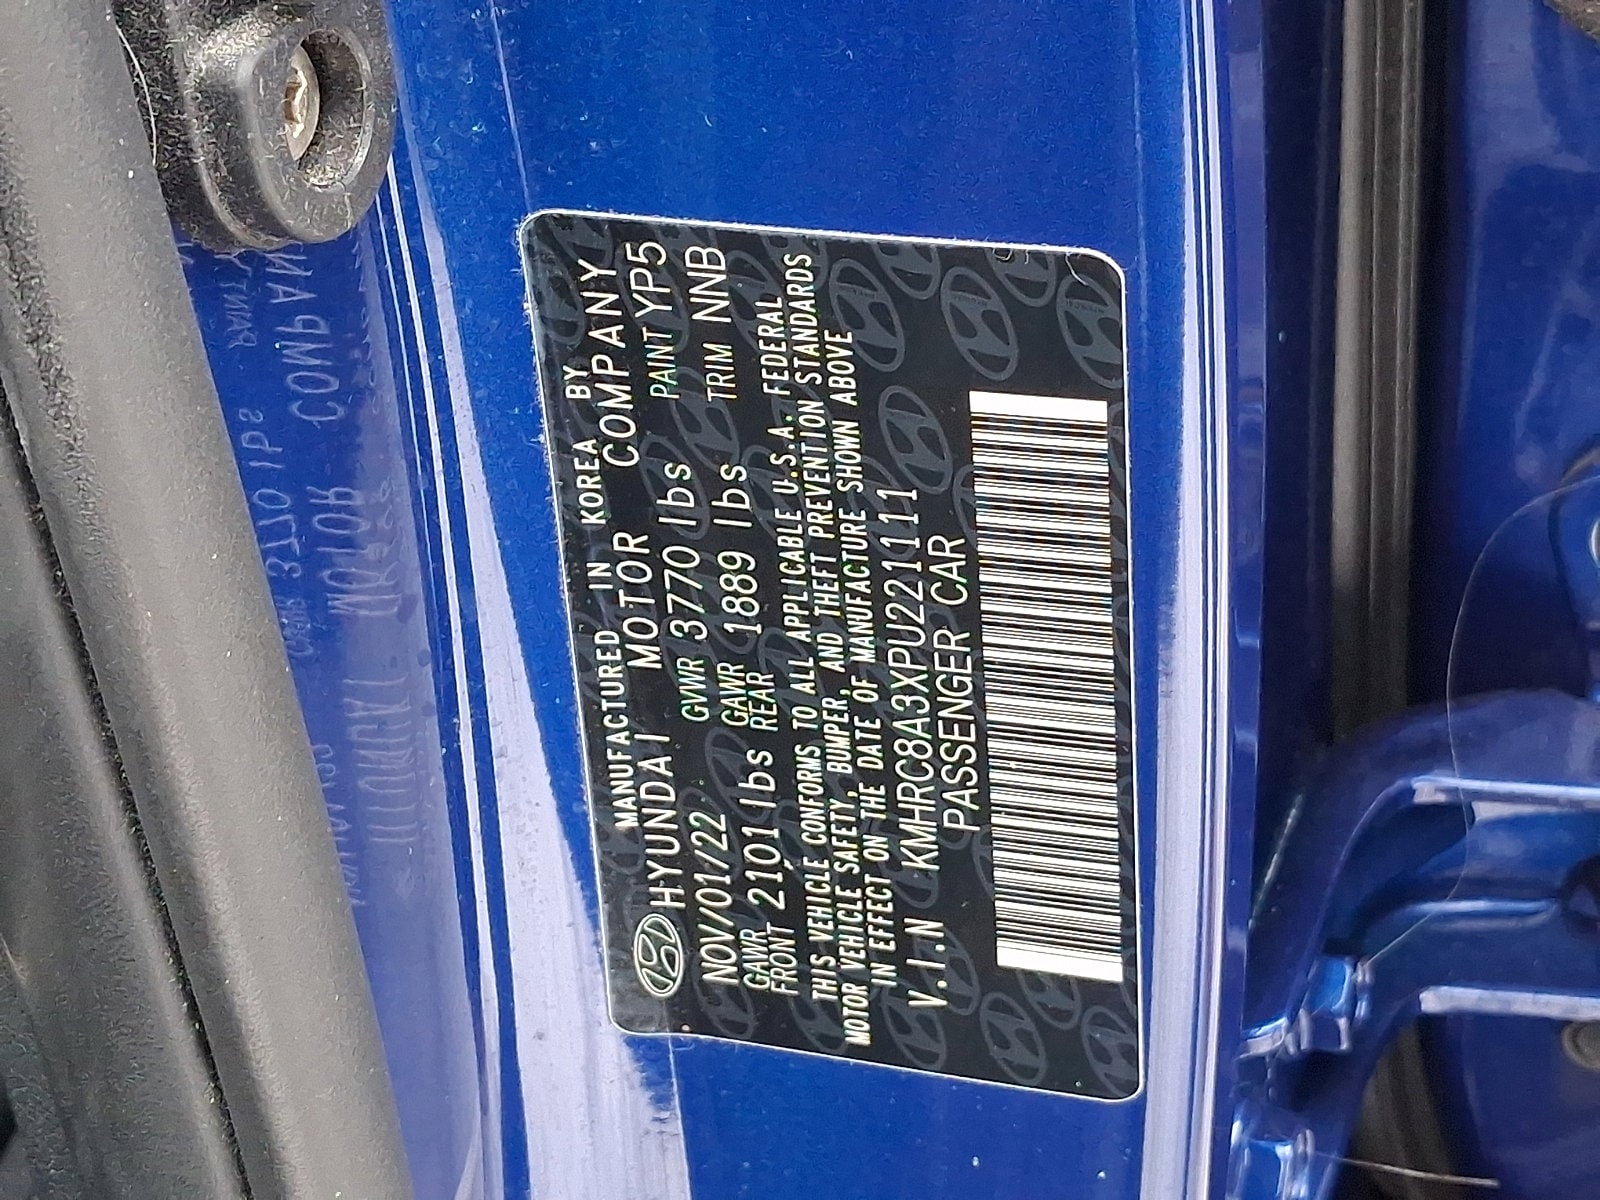 MANUFACTURED IN KOREA BY
HYUNDAI MOTOR COMPANY
NOV/01/22 GVWR 3770 lbs PAINT YP5
GAWR FRONT 2101 lbs GAWR REAR 1889 lbs TRIM NNB
THIS VEHICLE CONFORMS TO ALL APPLICABLE U.S.A. FEDERAL
MOTOR VEHICLE SAFETY, BUMPER, AND THEFT PREVENTION STANDARDS
IN EFFECT ON THE DATE OF MANUFACTURE SHOWN ABOVE
V.I.N KMHRC8A3XPU221111
PASSENGER CAR